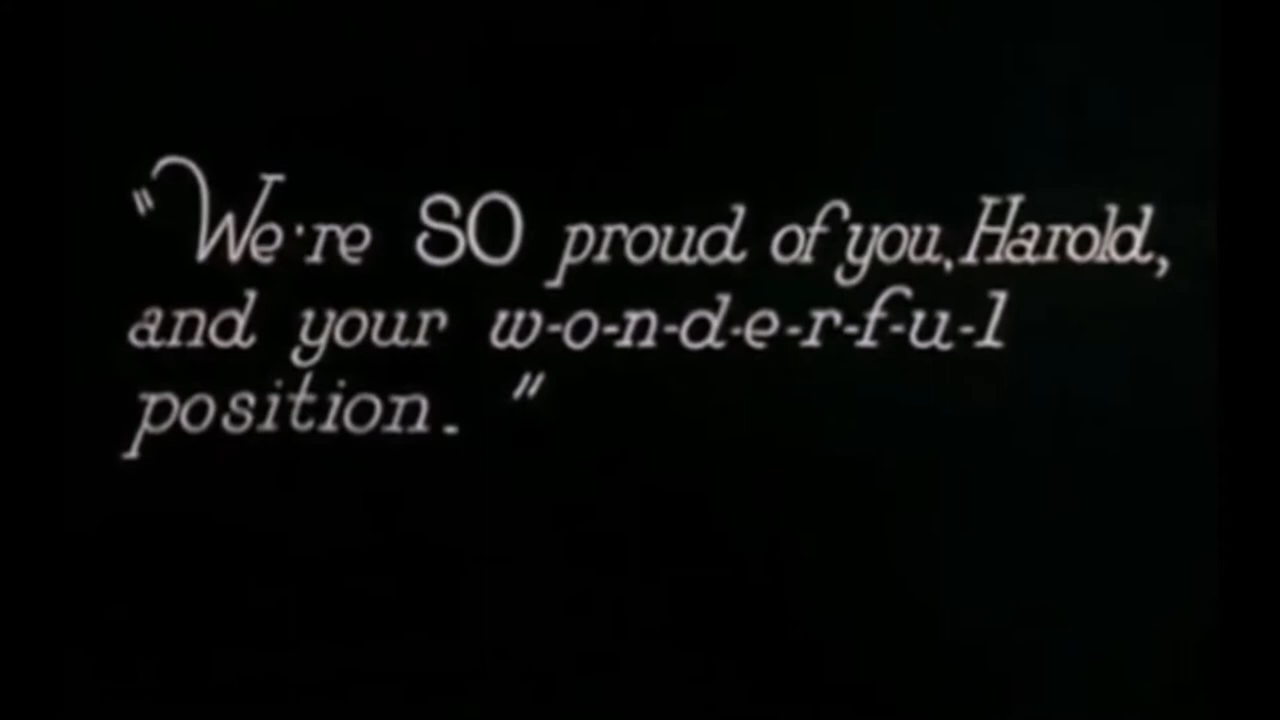 "We're SO proud of you, Harold,
and your w-o-n-d-e-r-f-u-l
position. "